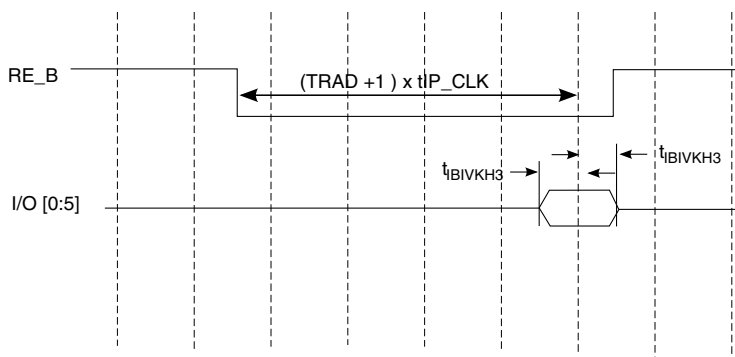 RE_B
(TRAD +1 ) x tIP_CLK
tIBIVKH3
tIBIVKH3
I/O [0:5]